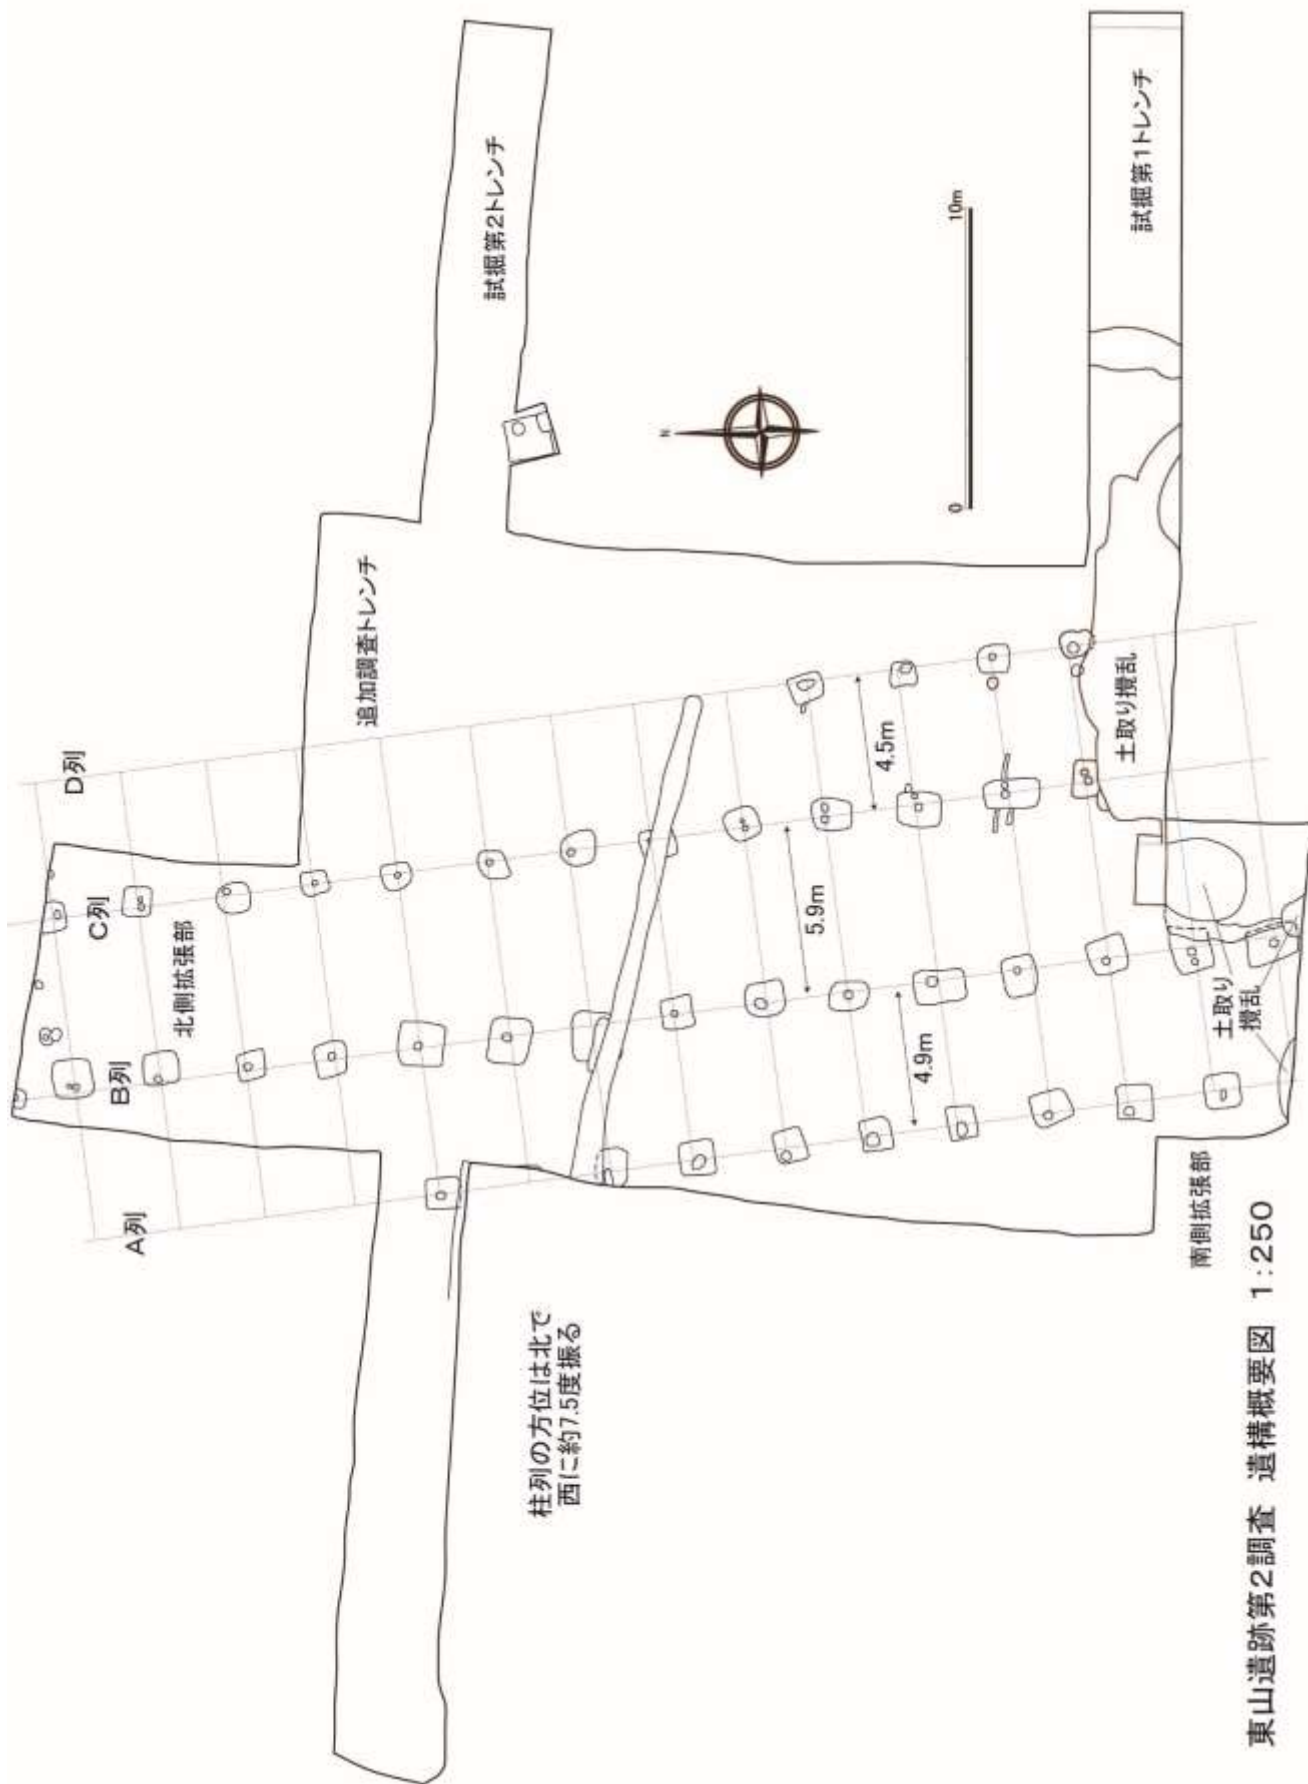 試掘第2トレンチ
試掘第1トレンチ
10m
0
N
追加調査トレンチ
D列
C列
北側拡張部
B列
A列
4.5m
5.9m
4.9m
土取り攪乱
土取り
攪乱
南側拡張部
柱列の方位は北で
西に約7.5度振る
東山遺跡第2調査 遺構概要図 1:250